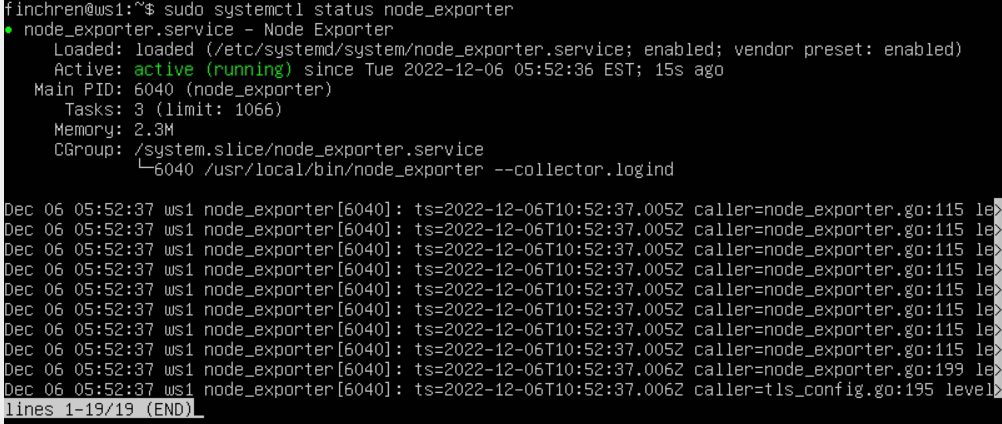 finchren@ws1:~$ sudo systemctl status node_exporter
● node_exporter.service - Node Exporter
     Loaded: loaded (/etc/systemd/system/node_exporter.service; enabled; vendor preset: enabled)
     Active: active (running) since Tue 2022-12-06 05:52:36 EST; 15s ago
   Main PID: 6040 (node_exporter)
      Tasks: 3 (limit: 1066)
     Memory: 2.3M
     CGroup: /system.slice/node_exporter.service
             └─6040 /usr/local/bin/node_exporter --collector.logind

Dec 06 05:52:37 ws1 node_exporter[6040]: ts=2022-12-06T10:52:37.005Z caller=node_exporter.go:115 le>
Dec 06 05:52:37 ws1 node_exporter[6040]: ts=2022-12-06T10:52:37.005Z caller=node_exporter.go:115 le>
Dec 06 05:52:37 ws1 node_exporter[6040]: ts=2022-12-06T10:52:37.005Z caller=node_exporter.go:115 le>
Dec 06 05:52:37 ws1 node_exporter[6040]: ts=2022-12-06T10:52:37.005Z caller=node_exporter.go:115 le>
Dec 06 05:52:37 ws1 node_exporter[6040]: ts=2022-12-06T10:52:37.005Z caller=node_exporter.go:115 le>
Dec 06 05:52:37 ws1 node_exporter[6040]: ts=2022-12-06T10:52:37.005Z caller=node_exporter.go:115 le>
Dec 06 05:52:37 ws1 node_exporter[6040]: ts=2022-12-06T10:52:37.005Z caller=node_exporter.go:115 le>
Dec 06 05:52:37 ws1 node_exporter[6040]: ts=2022-12-06T10:52:37.005Z caller=node_exporter.go:115 le>
Dec 06 05:52:37 ws1 node_exporter[6040]: ts=2022-12-06T10:52:37.006Z caller=node_exporter.go:199 le>
Dec 06 05:52:37 ws1 node_exporter[6040]: ts=2022-12-06T10:52:37.006Z caller=tls_config.go:195 level>
lines 1-19/19 (END)